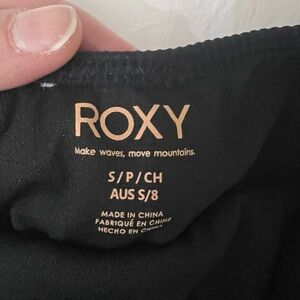 ROXY
Make waves, move mountains.
S/P/CH
AUS S/8
MADE IN CHINA
FABRIQUÉ EN CHINE
HECHO EN CHINA